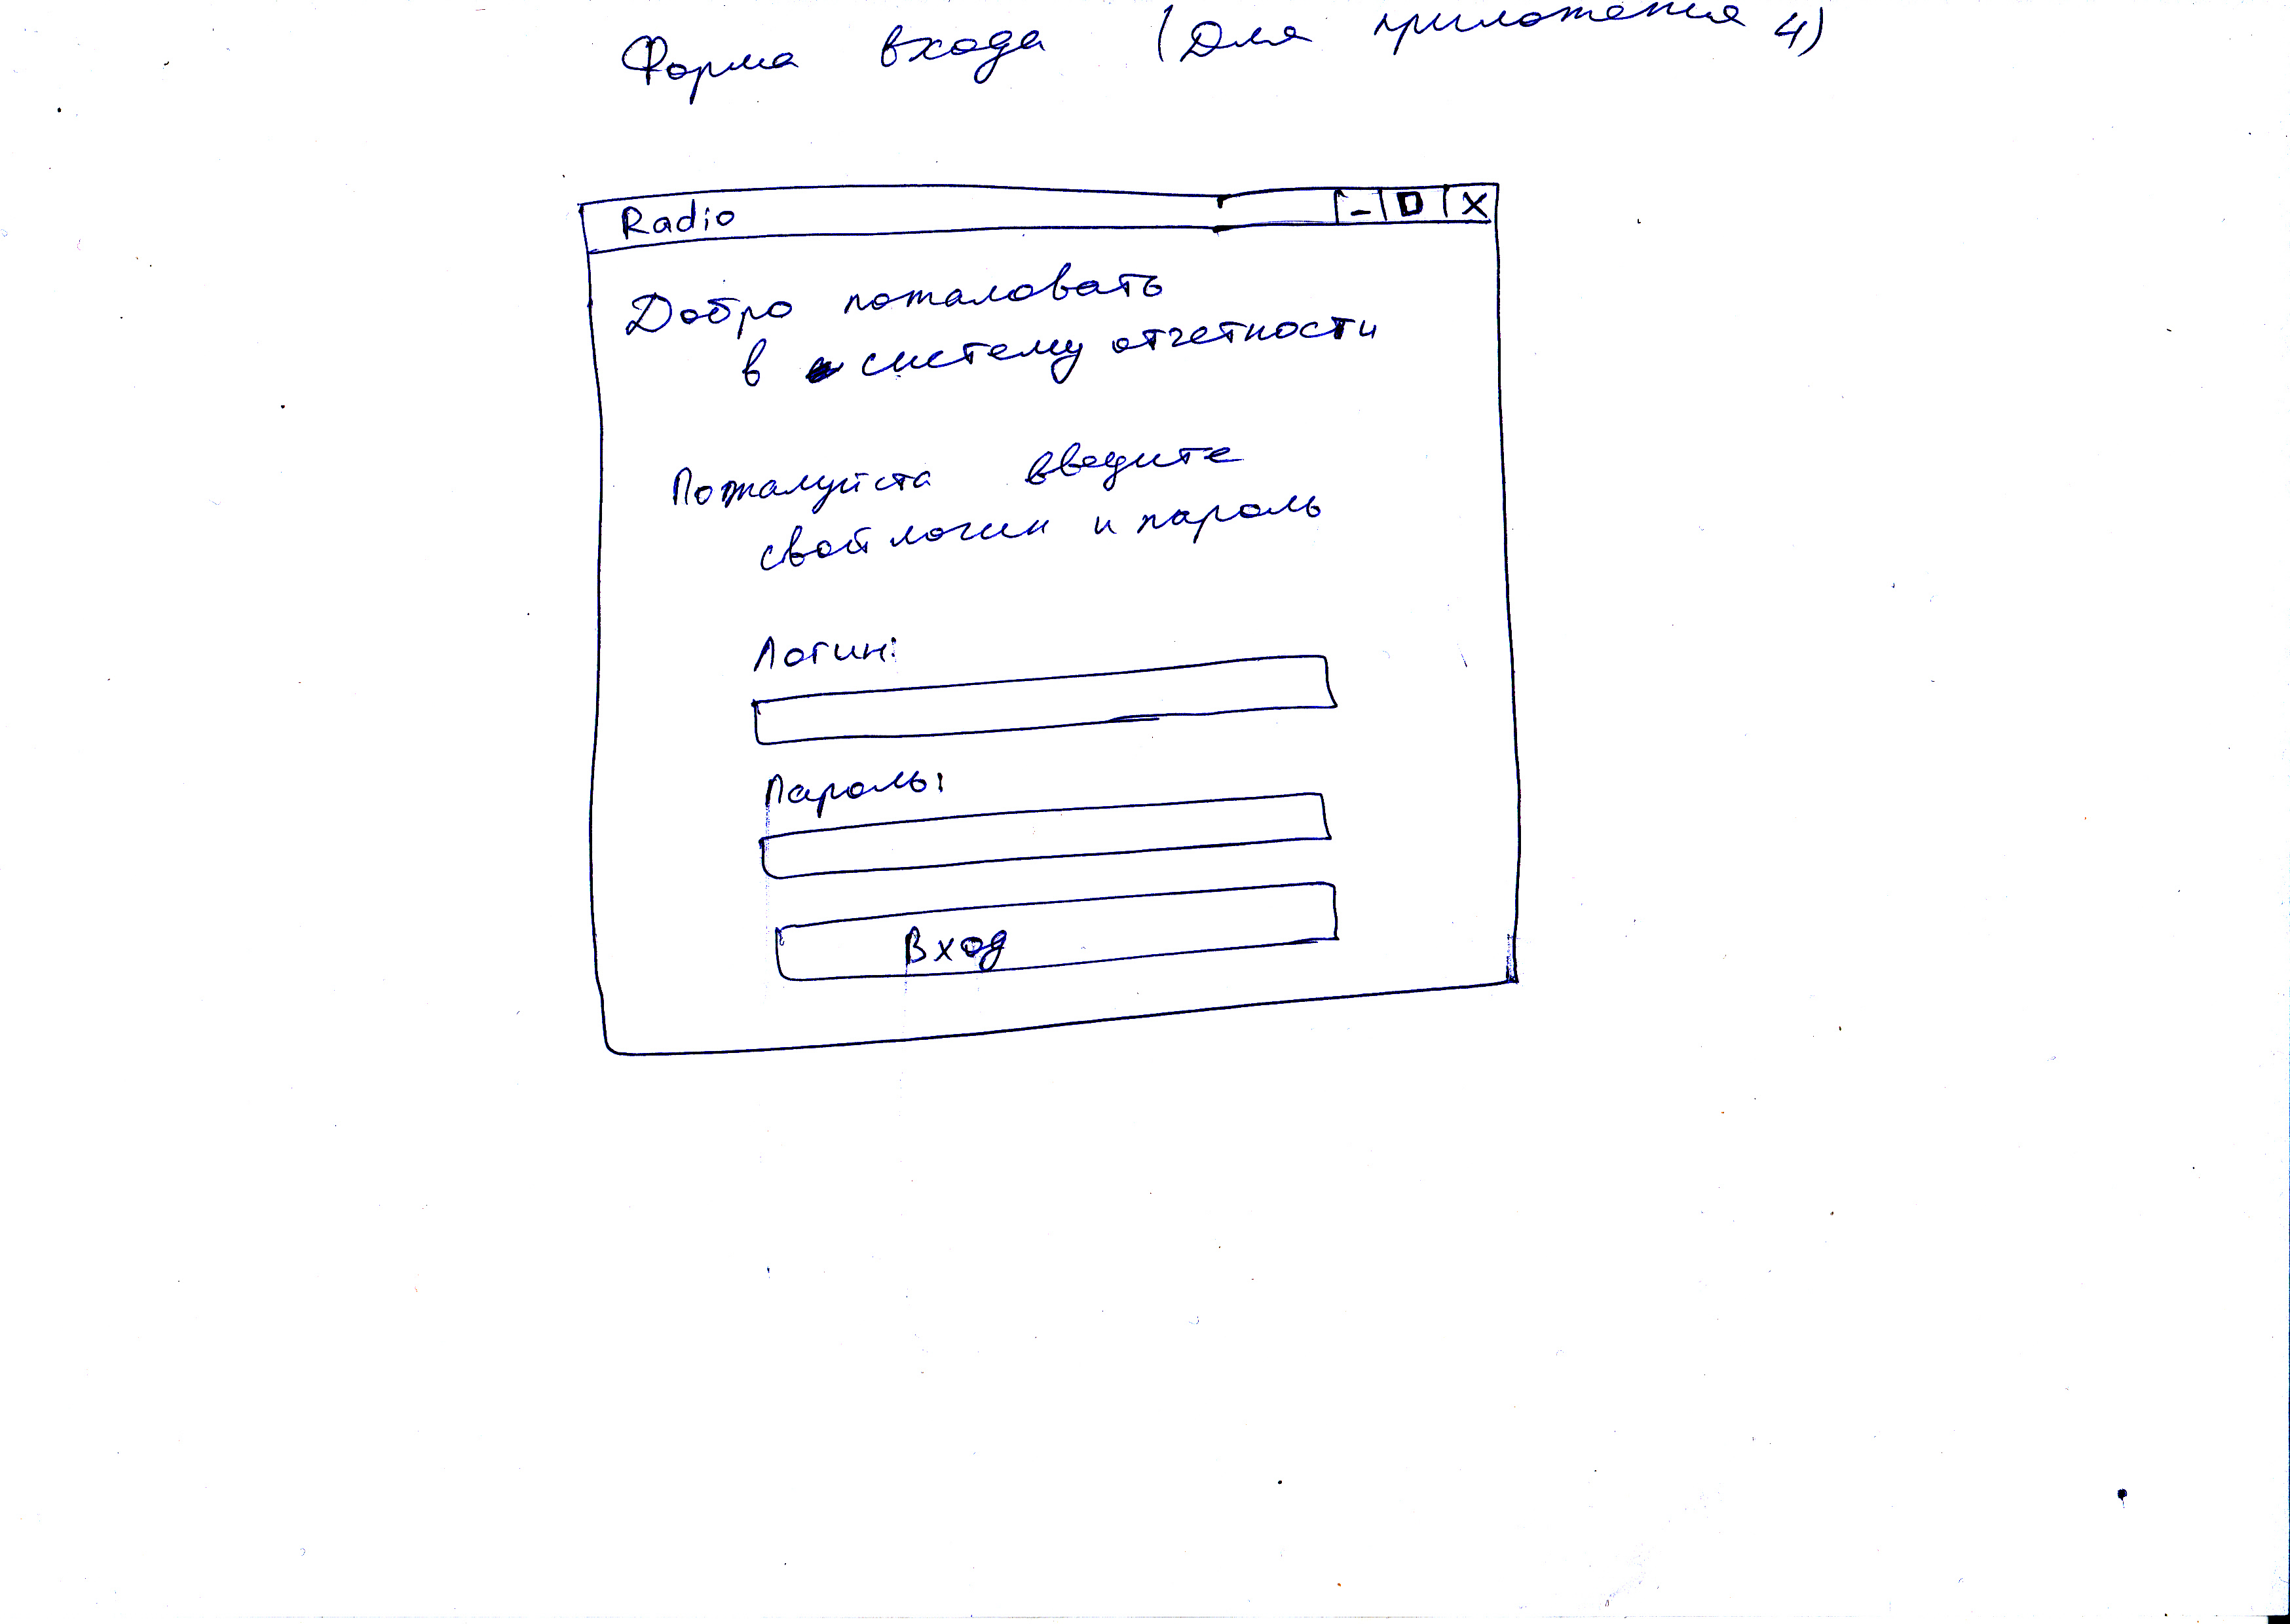 Форма входа (Для приложения 4)
Radio
Добро пожаловать
в систему отчетности
Пожалуйста введите
свой логин и пароль
Логин:
Пароль:
Вход